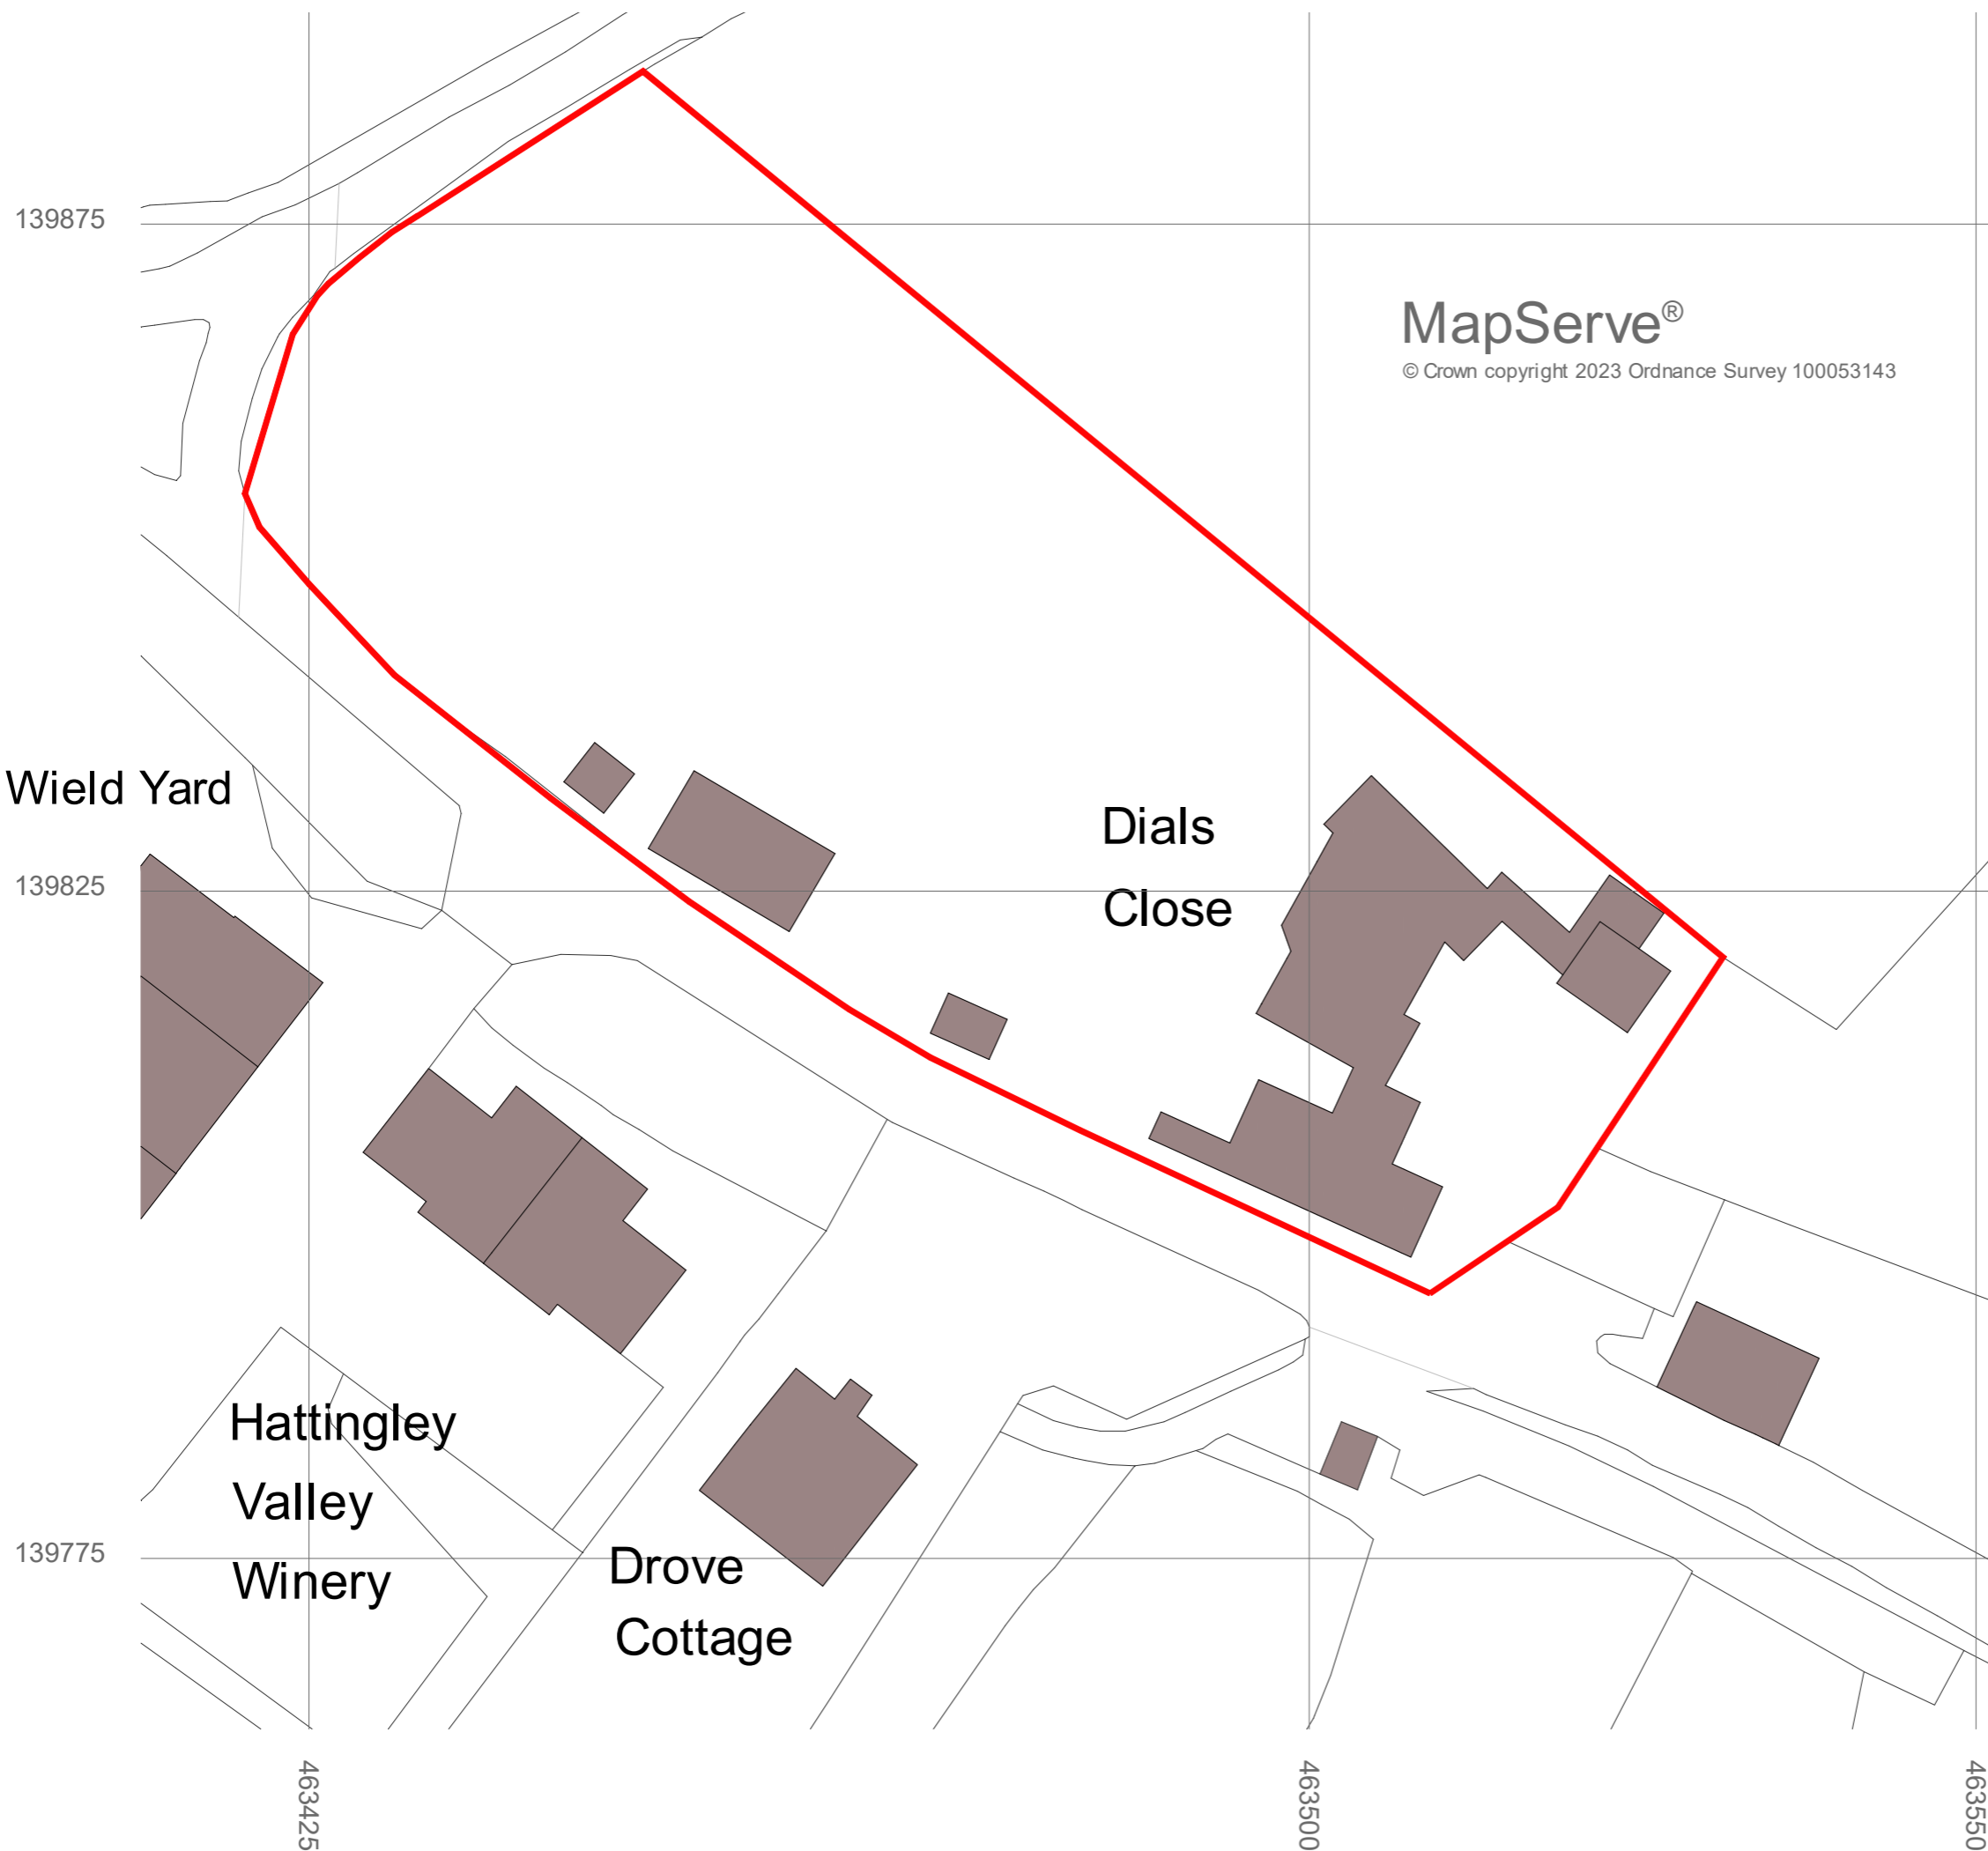 139875
MapServe®
© Crown copyright 2023 Ordnance Survey 100053143
Wield Yard
Dials
Close
139825
Hattingley
Valley
Winery
Drove
Cottage
139775
463425
463500
463550